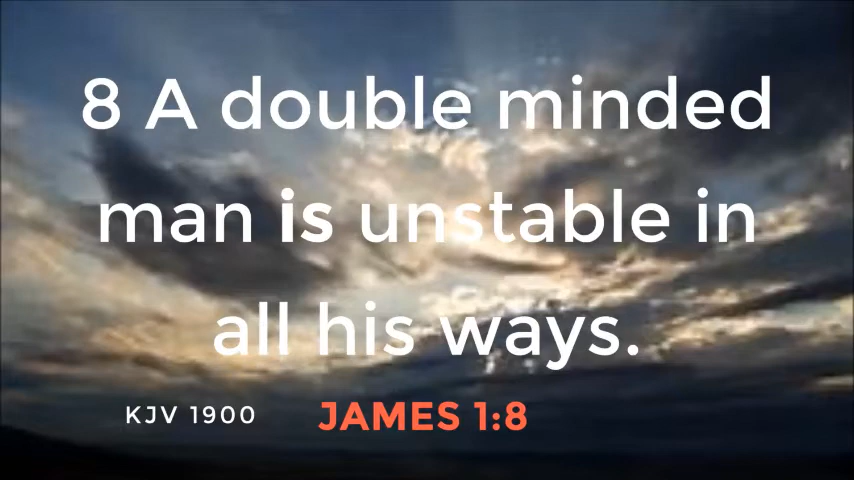 8 A double minded
man is unstable in
all his ways.
KJV 1900 JAMES 1:8